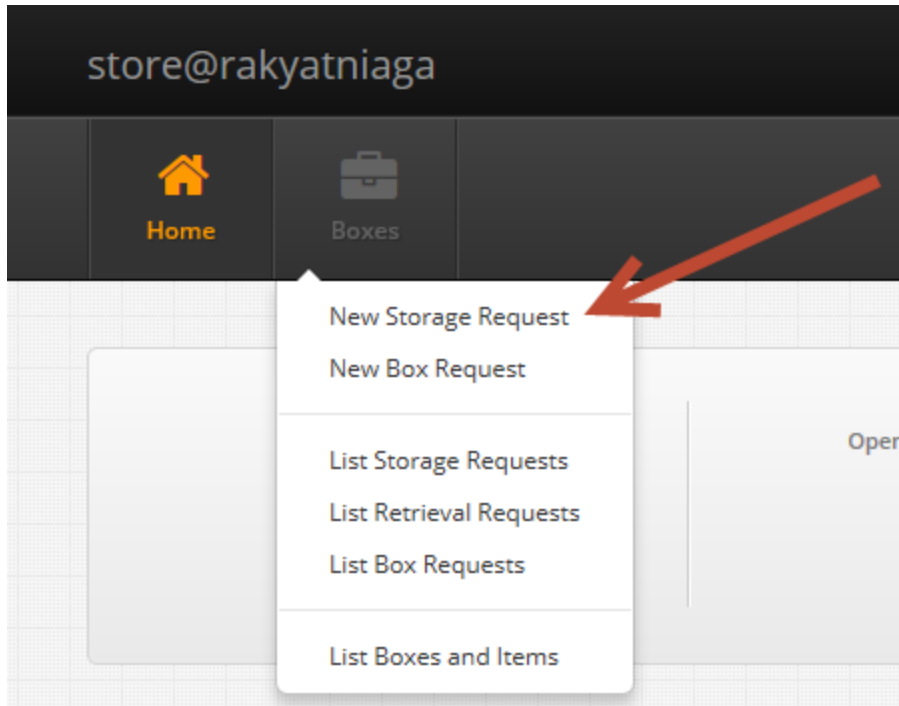 store@rakyatniaga
Home
Boxes
New Storage Request
New Box Request
List Storage Requests
List Retrieval Requests
List Box Requests
List Boxes and Items
Oper